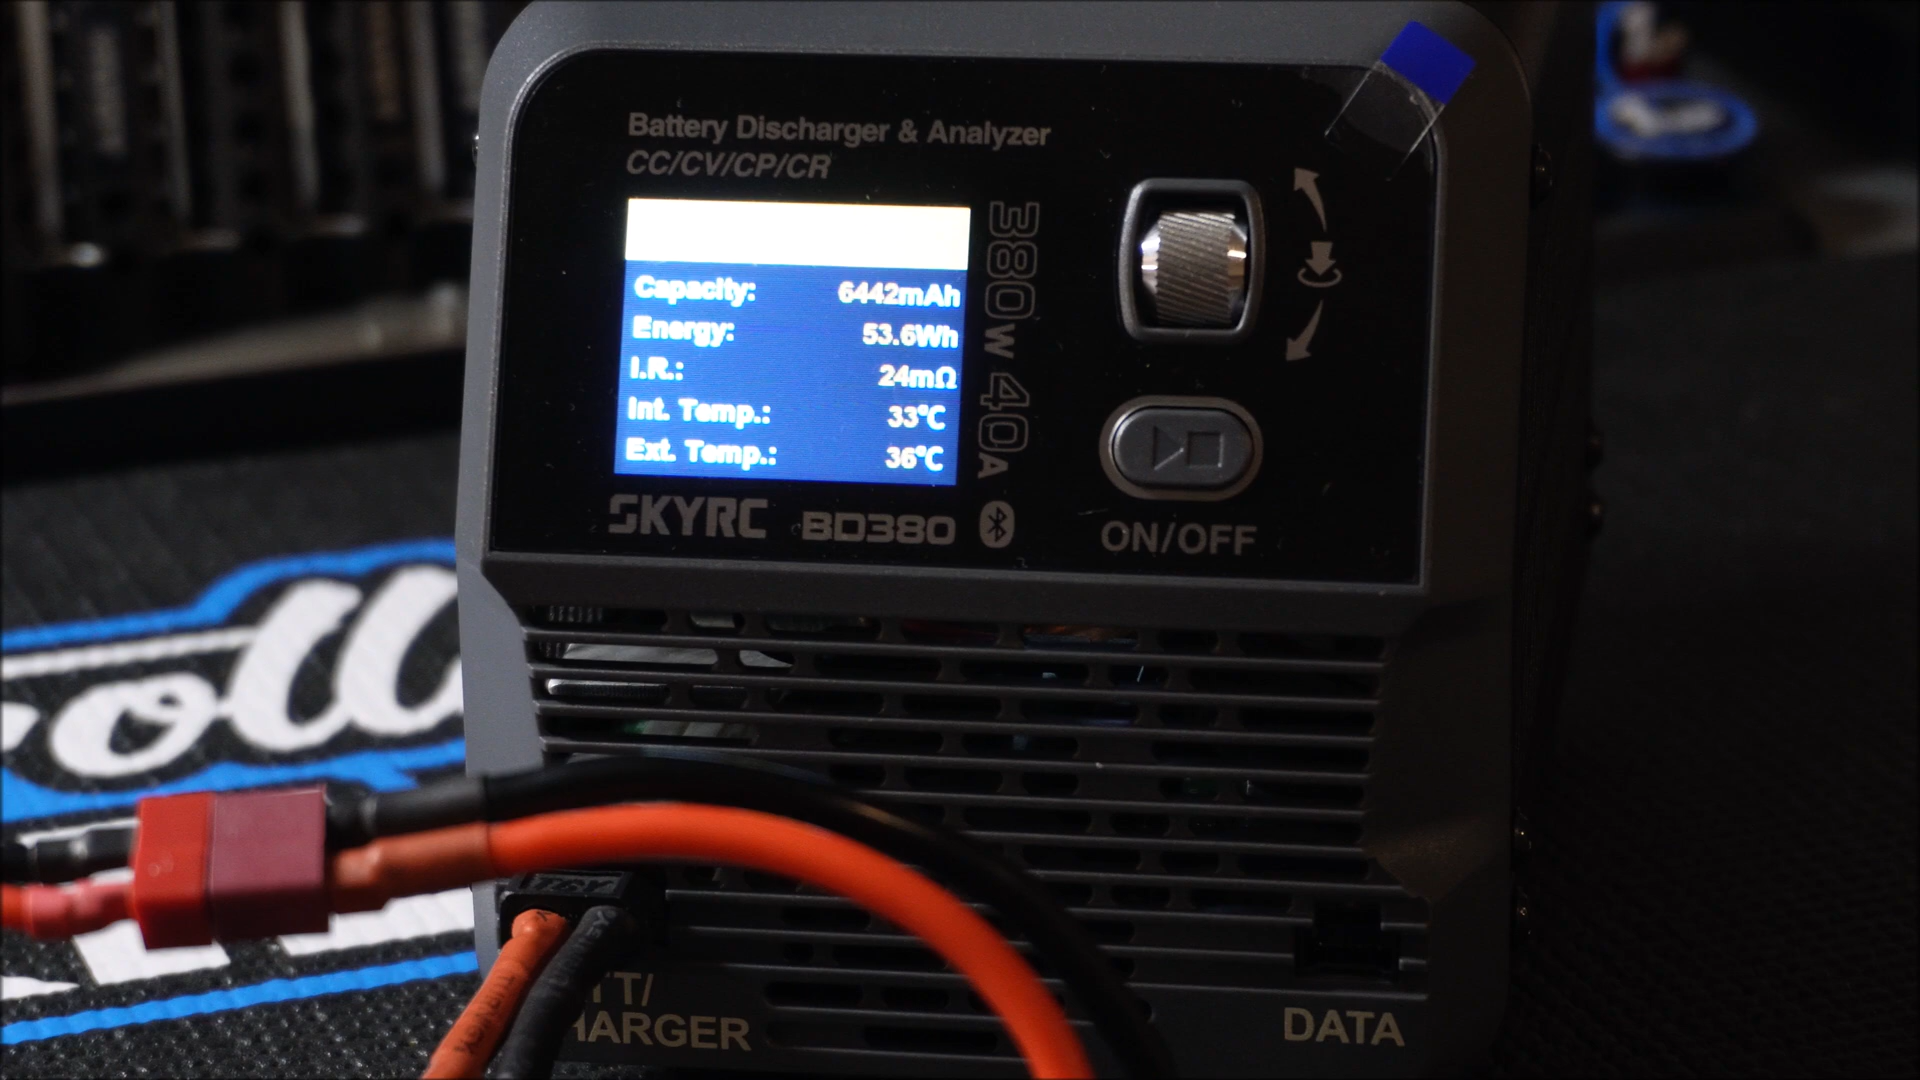 Battery Discharger & Analyzer
CC/CV/CP/CR
380W 40A
Capacity: 6442mAh
Energy: 53.6Wh
I.R.: 24mΩ
Int. Temp.: 33°C
Ext. Temp.: 36°C
SKYRC BD380
ON/OFF
DATA